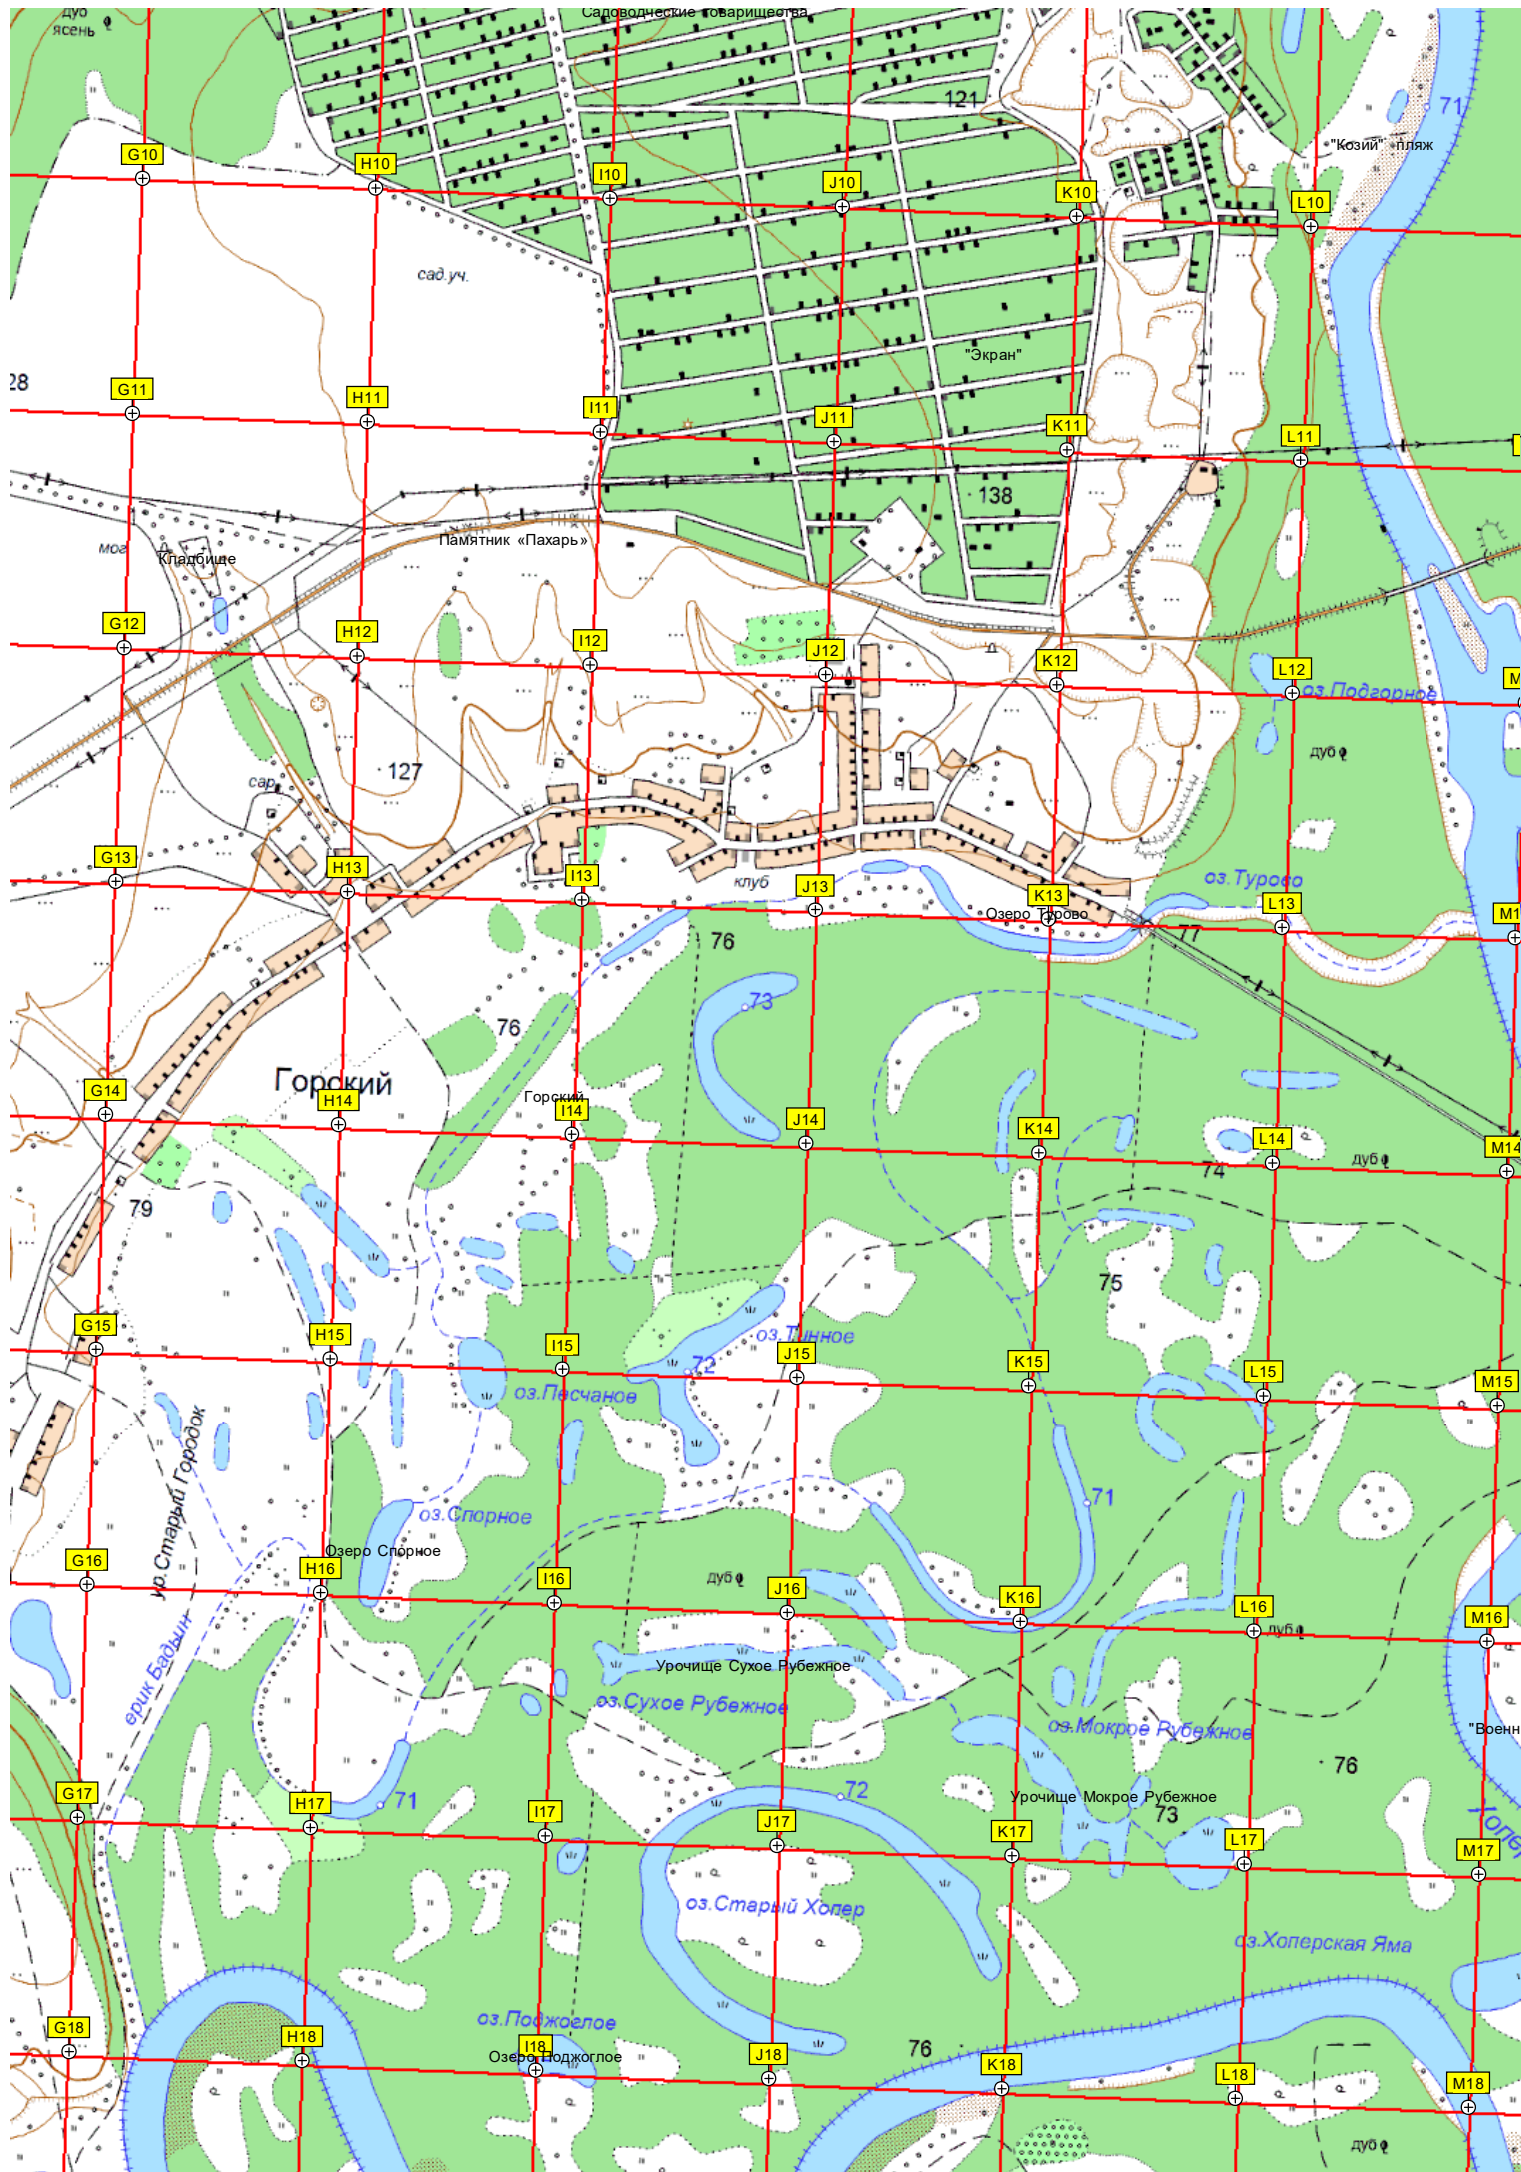 Садоводческие товарищества
дуб
ясень
121
71
"Козий" пляж
G10
H10
I10
J10
K10
L10
сад.уч.
"Экран"
28
G11
H11
I11
J11
K11
L11
138
Памятник «Пахарь»
мог.
Кладбище
G12
H12
I12
J12
K12
L12
M
оз.Подгорное
дуб
127
сар.
G13
H13
I13
клуб
J13
K13
L13
M1
оз.Турово
Озеро Турово
76
77
73
76
Горский
Горский
G14
H14
I14
J14
K14
L14
M14
74
дуб
79
75
G15
H15
I15
J15
K15
L15
M15
оз.Тинное
72
оз.Песчаное
ур.Старый Городок
71
оз.Спорное
Озеро Спорное
G16
H16
I16
дуб
J16
K16
L16
дуб
M16
ерик Бадьин
Урочище Сухое Рубежное
оз.Сухое Рубежное
оз.Мокрое Рубежное
"Военн
76
G17
H17
71
I17
72
J17
Урочище Мокрое Рубежное
73
K17
L17
M17
Хопер
оз.Старый Хопер
оз.Хоперская Яма
оз.Поджоглое
Озеро Поджоглое
76
G18
H18
I18
J18
K18
L18
M18
дуб